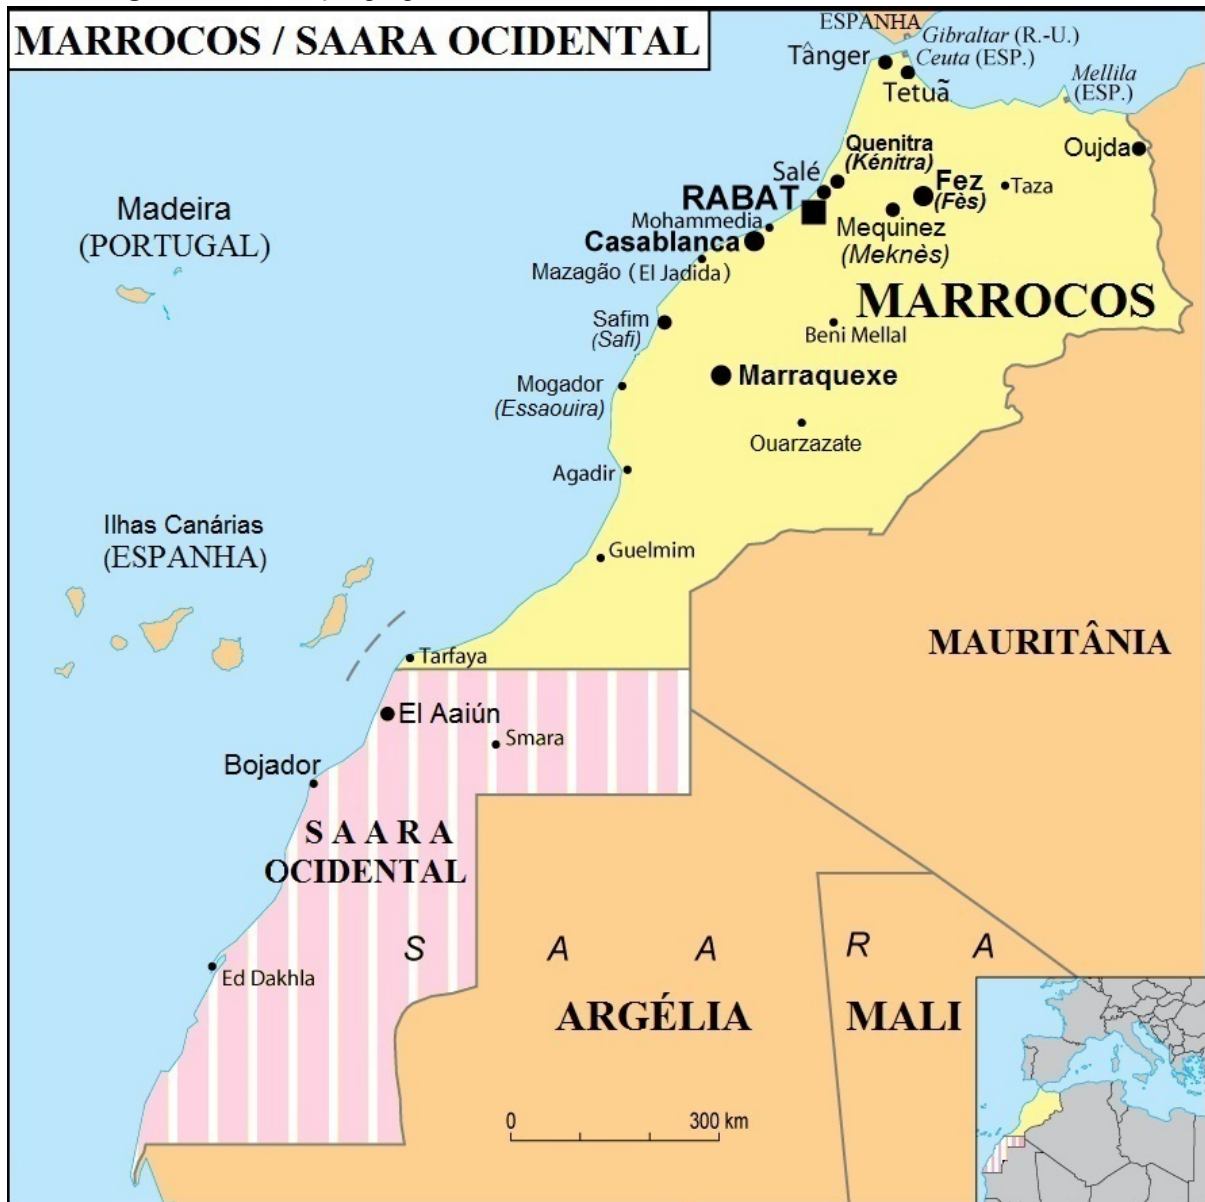 MARROCOS / SAARA OCIDENTAL
ESPANHA
Gibraltar (R.-U.)
Ceuta (ESP.)
Tânger
Tetuã
Mellila
(ESP.)
Oujda
Quenitra
(Kénitra)
Salé
RABAT
Fez
(Fès)
Taza
Mohammedia
Mequinez
(Meknès)
Casablanca
Mazagão (El Jadida)
Madeira
(PORTUGAL)
MARROCOS
Safim
(Safi)
Beni Mellal
Marraquexe
Mogador
(Essaouira)
Ouarzazate
Agadir
Ilhas Canárias
(ESPANHA)
Guelmim
MAURITÂNIA
Tarfaya
El Aaiún
Smara
Bojador
SAARA
OCIDENTAL
S A A R A
Ed Dakhla
ARGÉLIA
MALI
0 300 km